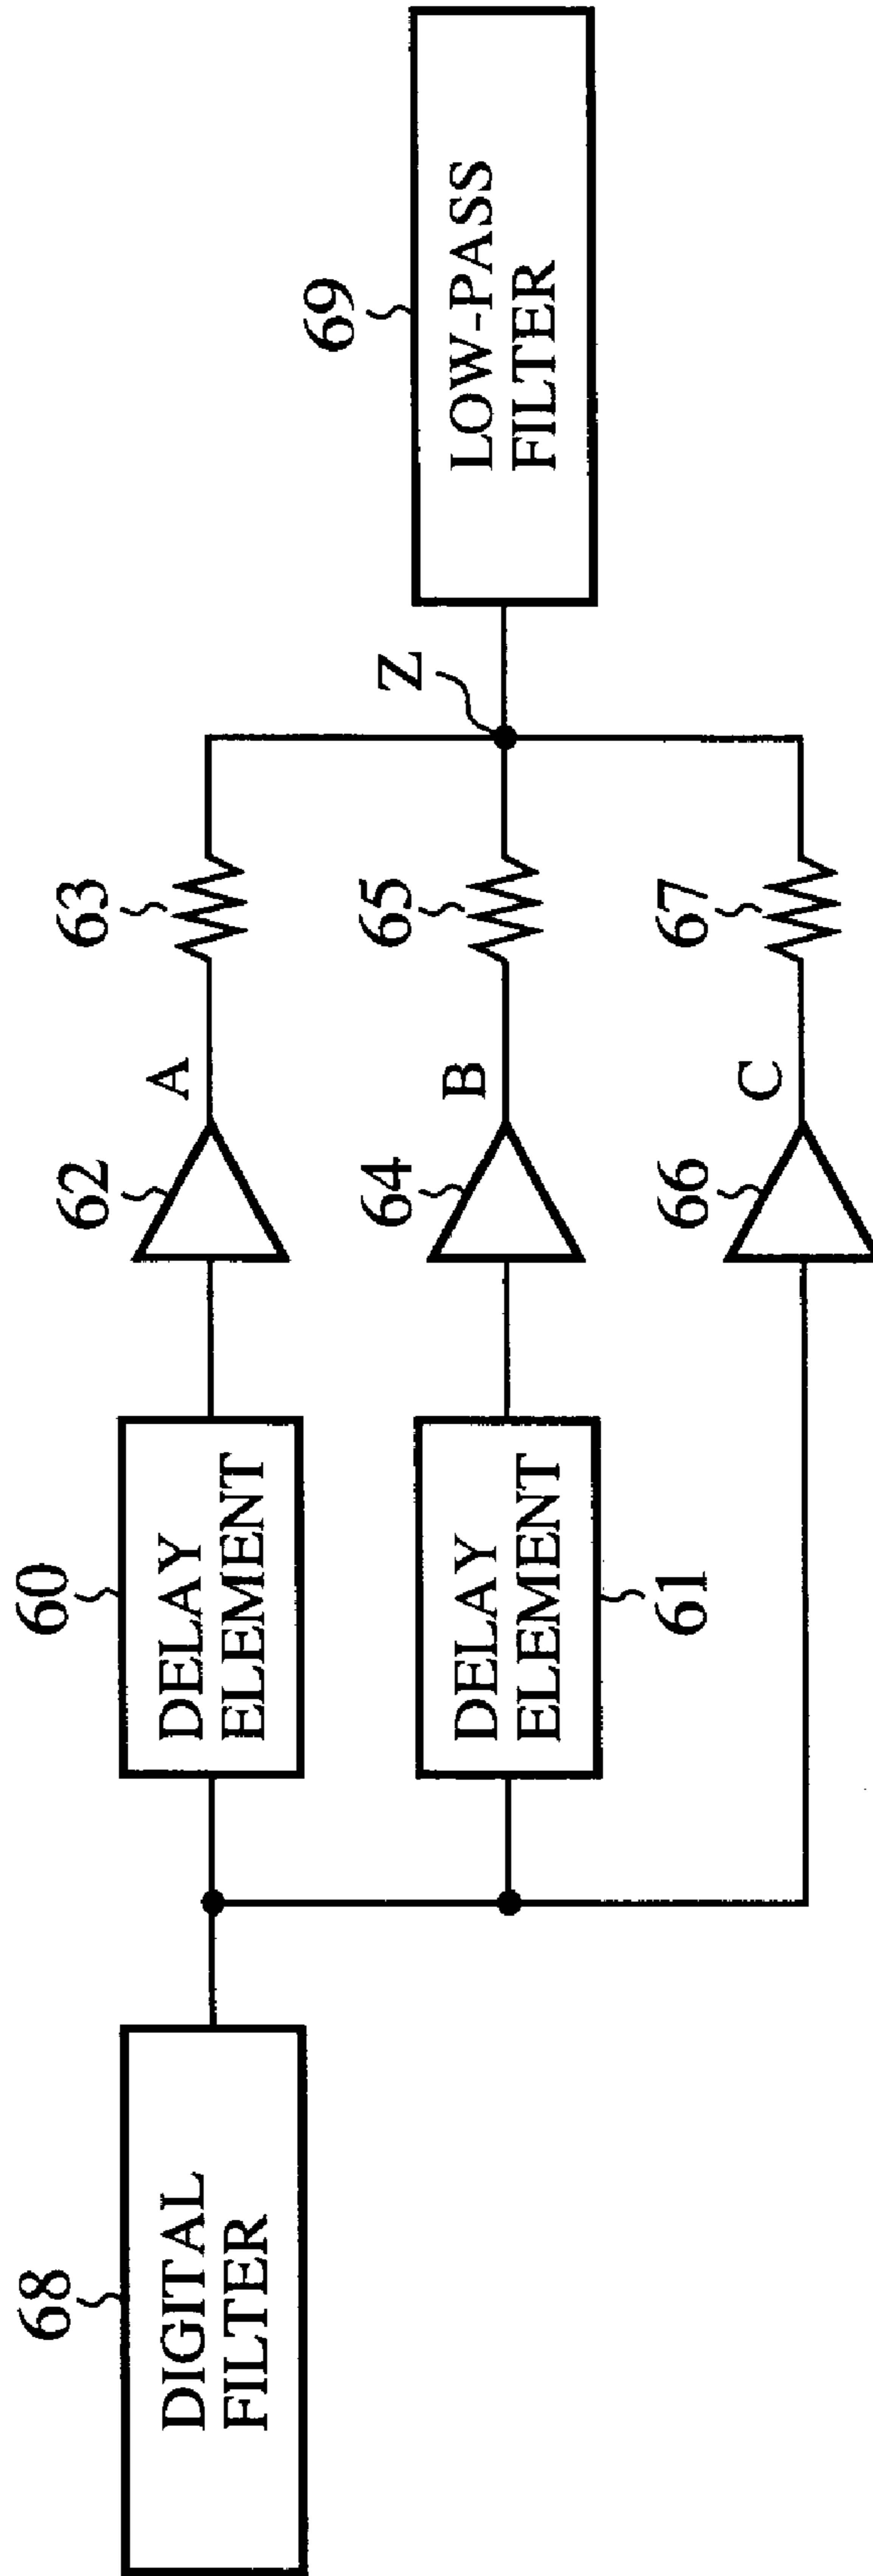 68
DIGITAL
FILTER
60
DELAY
ELEMENT
62
A
63
DELAY
ELEMENT
61
64
B
65
66
C
67
Z
69
LOW-PASS
FILTER